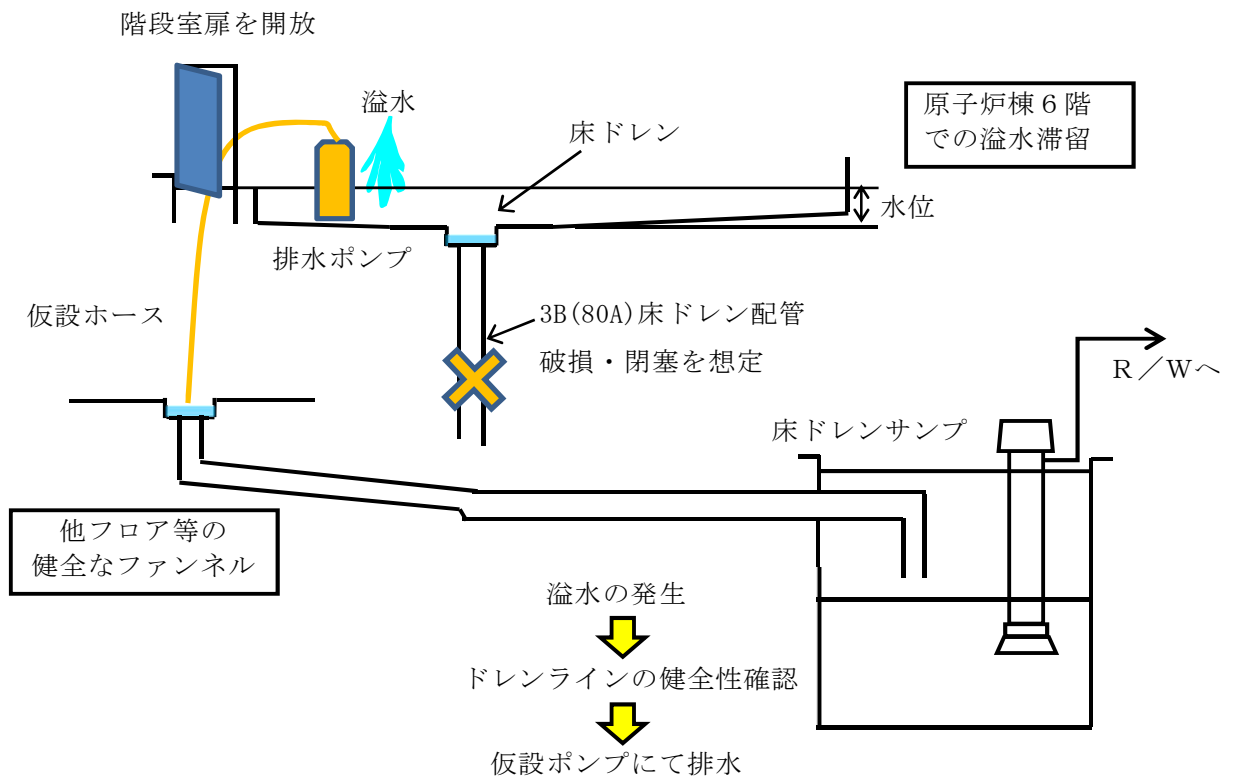 階段室扉を開放
溢水
床ドレン
原子炉棟６階
での溢水滞留
水位
排水ポンプ
仮設ホース
3B(80A)床ドレン配管
破損・閉塞を想定
Ｒ／Ｗへ
床ドレンサンプ
他フロア等の
健全なファンネル
溢水の発生
ドレンラインの健全性確認
仮設ポンプにて排水